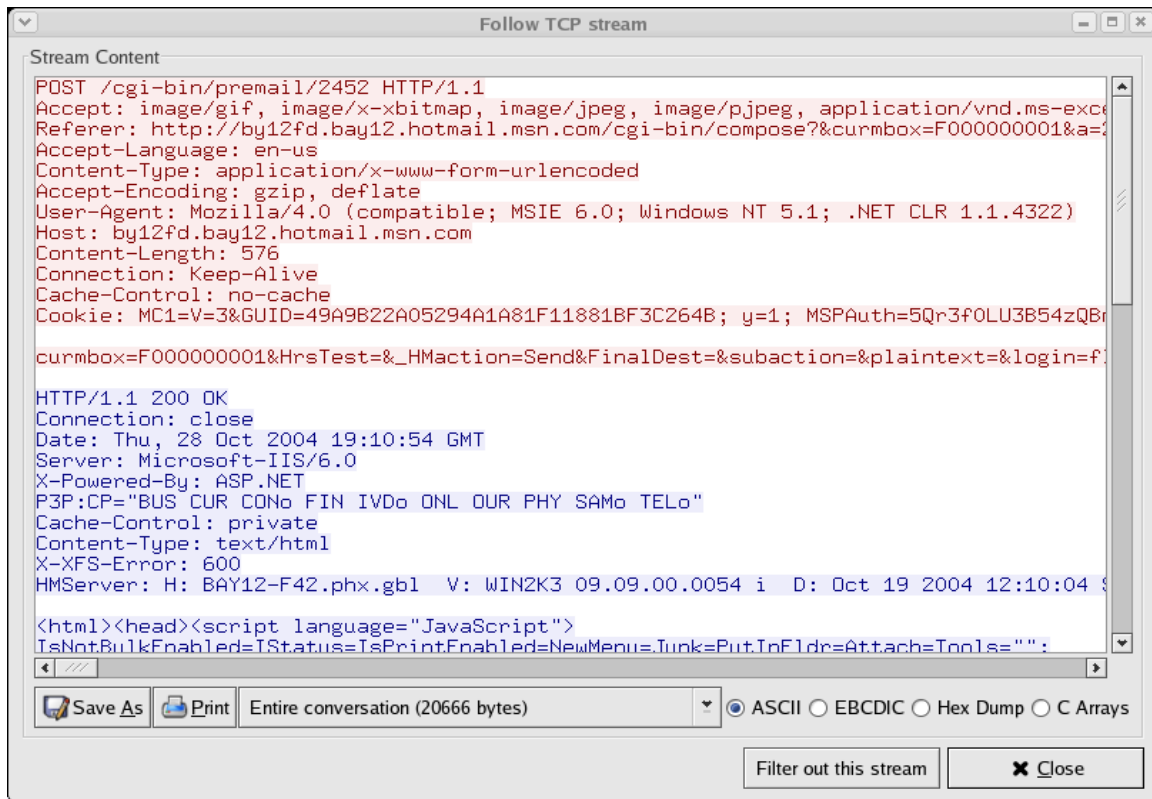 Follow TCP stream
Stream Content
POST /cgi-bin/premail/2452 HTTP/1.1
Accept: image/gif, image/x-xbitmap, image/jpeg, image/pjpeg, application/vnd.ms-exce
Referer: http://by12fd.bay12.hotmail.msn.com/cgi-bin/compose?&curmbox=F000000001&a=
Accept-Language: en-us
Content-Type: application/x-www-form-urlencoded
Accept-Encoding: gzip, deflate
User-Agent: Mozilla/4.0 (compatible; MSIE 6.0; Windows NT 5.1; .NET CLR 1.1.4322)
Host: by12fd.bay12.hotmail.msn.com
Content-Length: 576
Connection: Keep-Alive
Cache-Control: no-cache
Cookie: MC1=V=3&GUID=49A9B22A05294A1A81F11881BF3C264B; y=1; MSPAuth=5Qr3fOLU3B54zQB
curmbox=F000000001&HrsTest=&_HMaction=Send&FinalDest=&subaction=&plaintext=&login=f
HTTP/1.1 200 OK
Connection: close
Date: Thu, 28 Oct 2004 19:10:54 GMT
Server: Microsoft-IIS/6.0
X-Powered-By: ASP.NET
P3P:CP="BUS CUR CONo FIN IVDo ONL OUR PHY SAMo TELo"
Cache-Control: private
Content-Type: text/html
X-XFS-Error: 600
HMServer: H: BAY12-F42.phx.gbl V: WIN2K3 09.09.00.0054 i D: Oct 19 2004 12:10:04
<html><head><script language="JavaScript">
IsNotBulkEnabled=IStatus=IsPrintEnabled=NewMenu=Junk=PutInFldr=Attach=Tools="";
Save As Print Entire conversation (20666 bytes) ASCII EBCDIC Hex Dump C Arrays
Filter out this stream Close